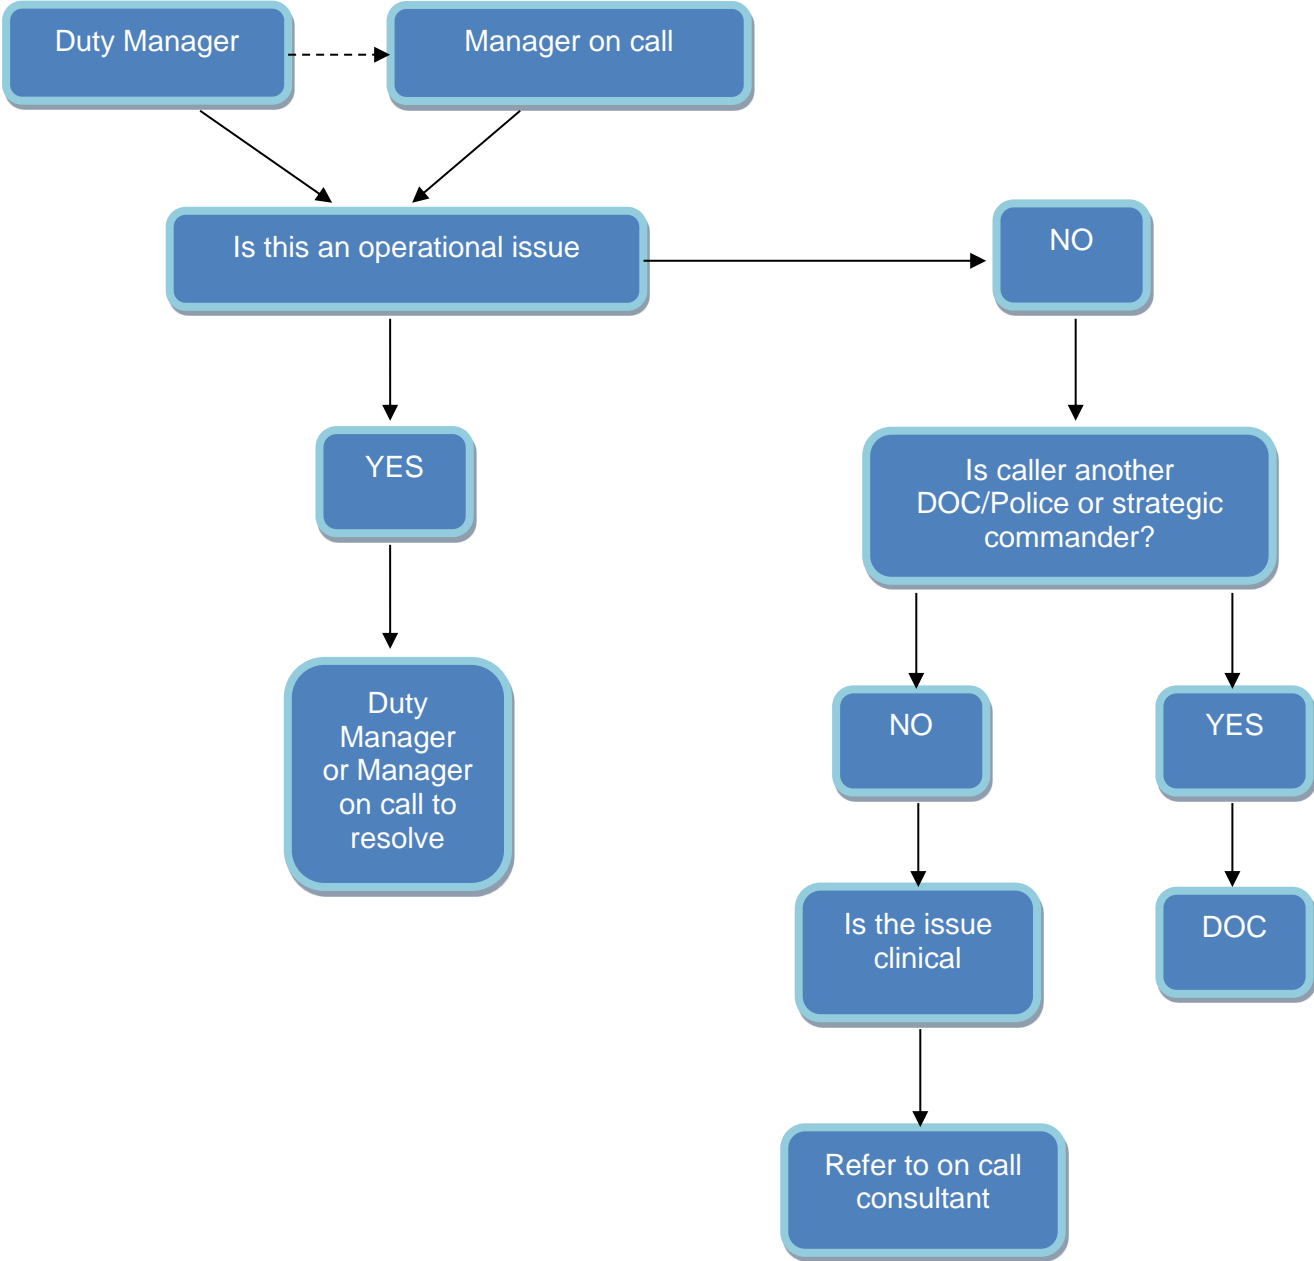 Duty Manager
Manager on call
Is this an operational issue
NO
YES
Is caller another
DOC/Police or strategic
commander?
Duty
Manager
or Manager
on call to
resolve
NO
YES
Is the issue
clinical
DOC
Refer to on call
consultant